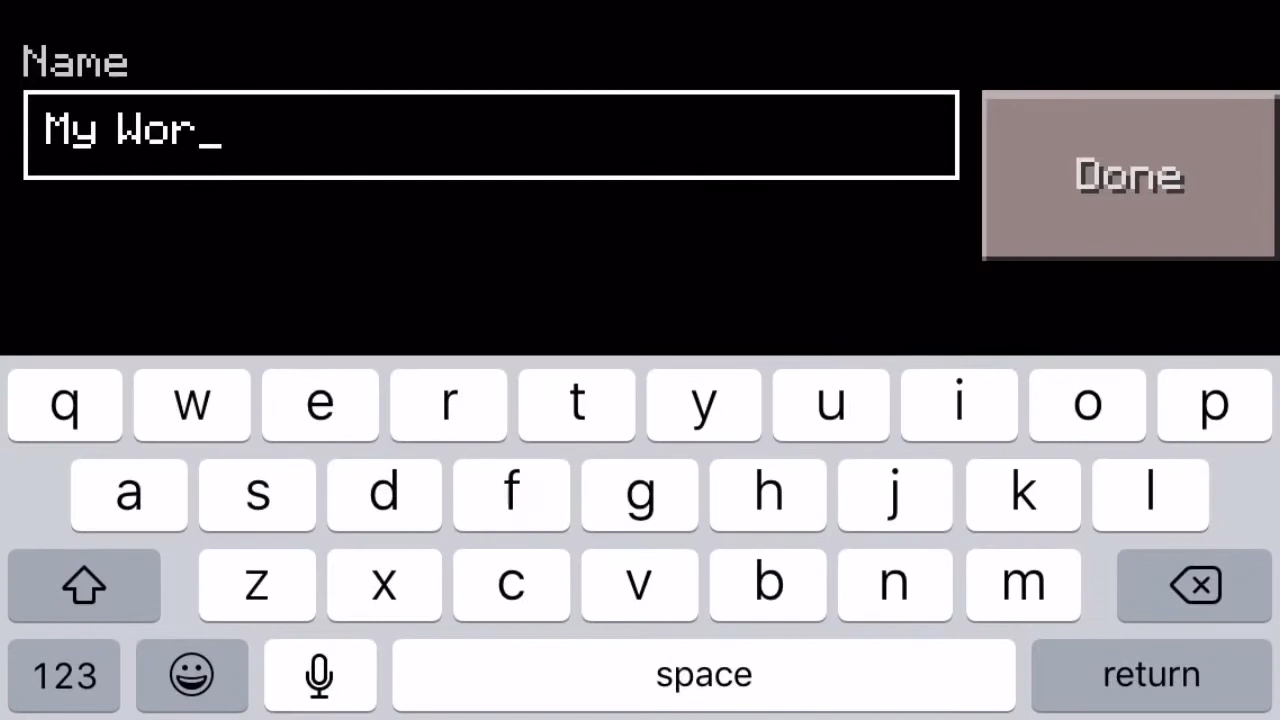 Name
My Wor_
Done
q w e r t y u i o p
a s d f g h j k l
z x c v b n m
123 space return